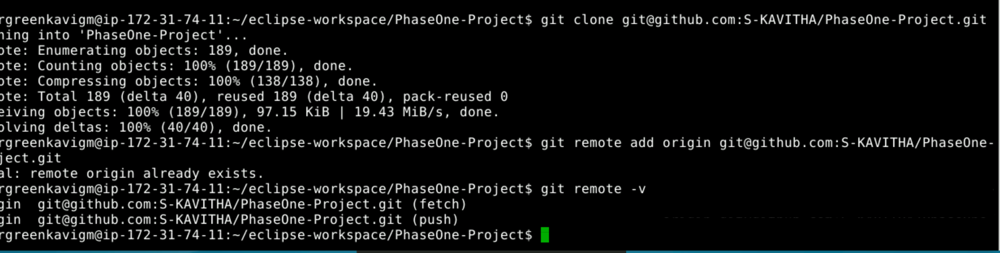 rgreenkavigm@ip-172-31-74-11:~/eclipse-workspace/PhaseOne-Project$ git clone git@github.com:S-KAVITHA/PhaseOne-Project.git
ning into 'PhaseOne-Project'...
ote: Enumerating objects: 189, done.
ote: Counting objects: 100% (189/189), done.
ote: Compressing objects: 100% (138/138), done.
ote: Total 189 (delta 40), reused 189 (delta 40), pack-reused 0
eiving objects: 100% (189/189), 97.15 KiB | 19.43 MiB/s, done.
olving deltas: 100% (40/40), done.
rgreenkavigm@ip-172-31-74-11:~/eclipse-workspace/PhaseOne-Project$ git remote add origin git@github.com:S-KAVITHA/PhaseOne-
ject.git
al: remote origin already exists.
rgreenkavigm@ip-172-31-74-11:~/eclipse-workspace/PhaseOne-Project$ git remote -v
gin  git@github.com:S-KAVITHA/PhaseOne-Project.git (fetch)
gin  git@github.com:S-KAVITHA/PhaseOne-Project.git (push)
rgreenkavigm@ip-172-31-74-11:~/eclipse-workspace/PhaseOne-Project$